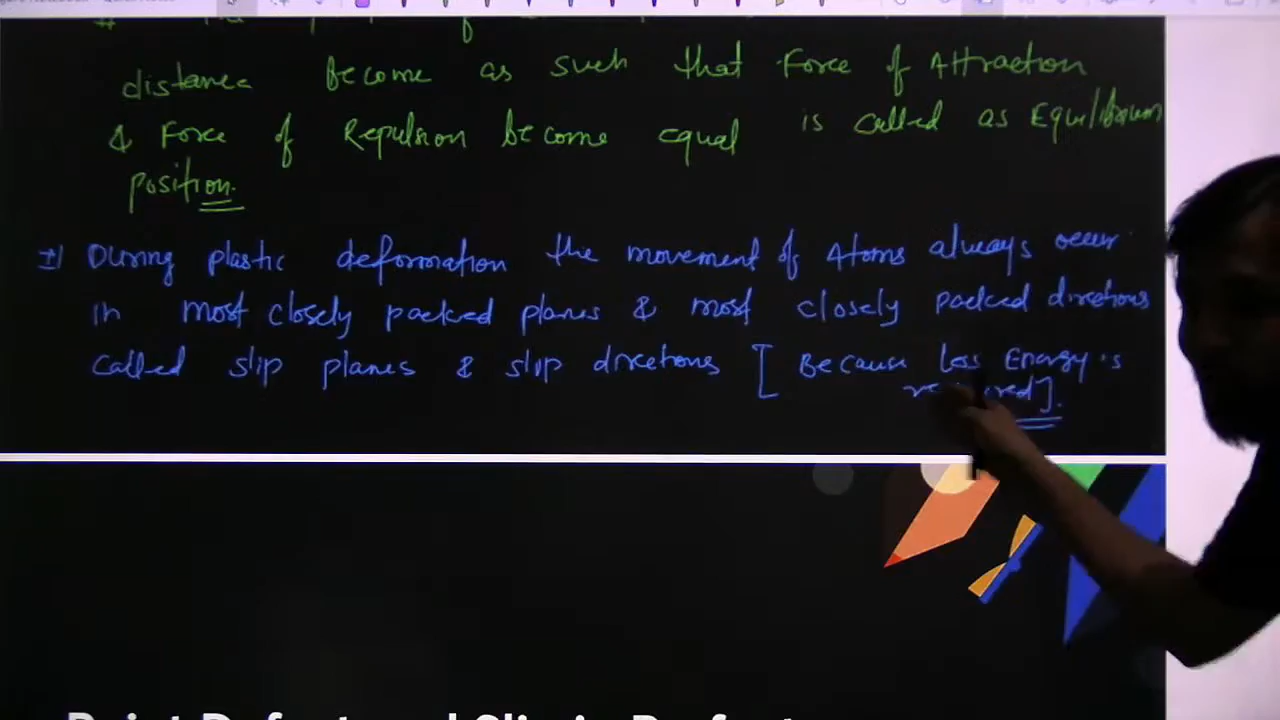 distance become as such that Force of Attraction
& Force of Repulsion become equal is called as Equilibrium
position.
During plastic deformation the movement of Atoms always occur
in most closely packed planes & most closely packed directions
called slip planes & slip directions [ Because less Energy is
required].